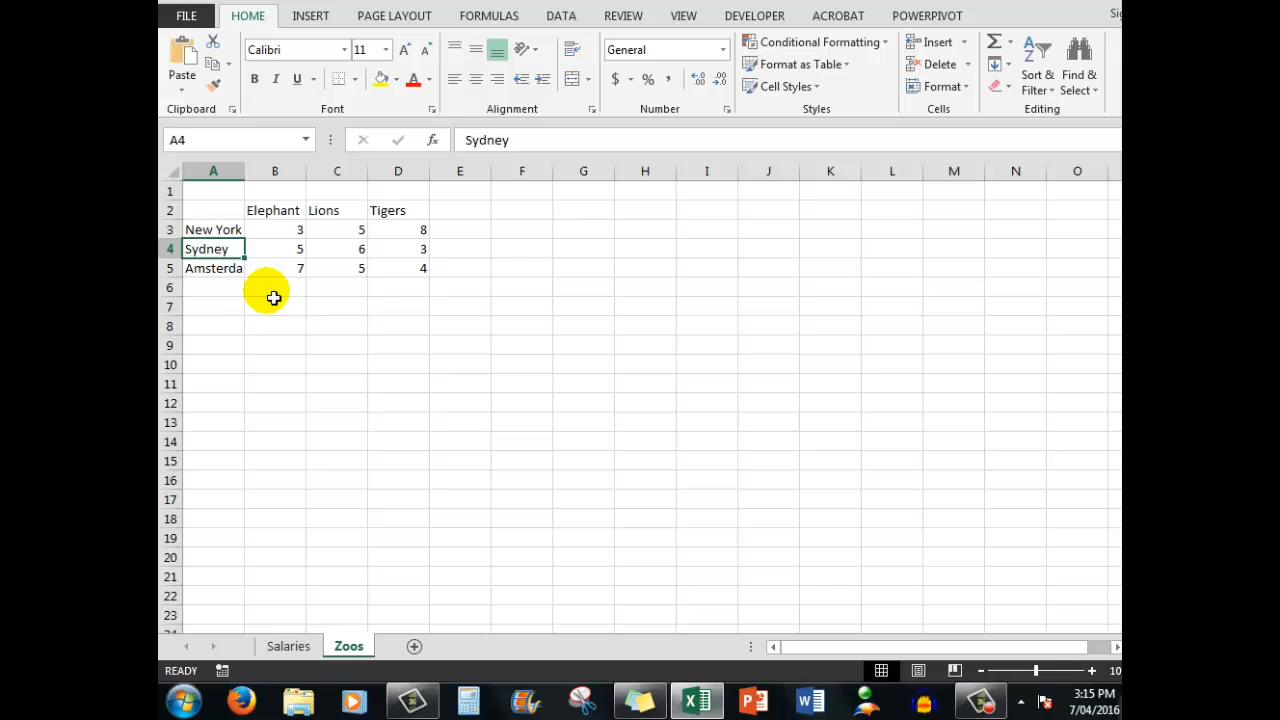 FILE HOME INSERT PAGE LAYOUT FORMULAS DATA REVIEW VIEW DEVELOPER ACROBAT POWERPIVOT
Paste
Clipboard
Calibri 11
B I U A
Font
Alignment
General
$ % ,
Number
Conditional Formatting
Format as Table
Cell Styles
Styles
Insert
Delete
Format
Cells
Sort & Filter
Find & Select
Editing
A4 fx Sydney
A B C D E F G H I J K L M N O
1
2 Elephant Lions Tigers
3 New York 3 5 8
4 Sydney 5 6 3
5 Amsterda 7 5 4
6
7
8
9
10
11
12
13
14
15
16
17
18
19
20
21
22
23
Salaries Zoos
READY
3:15 PM
7/04/2016